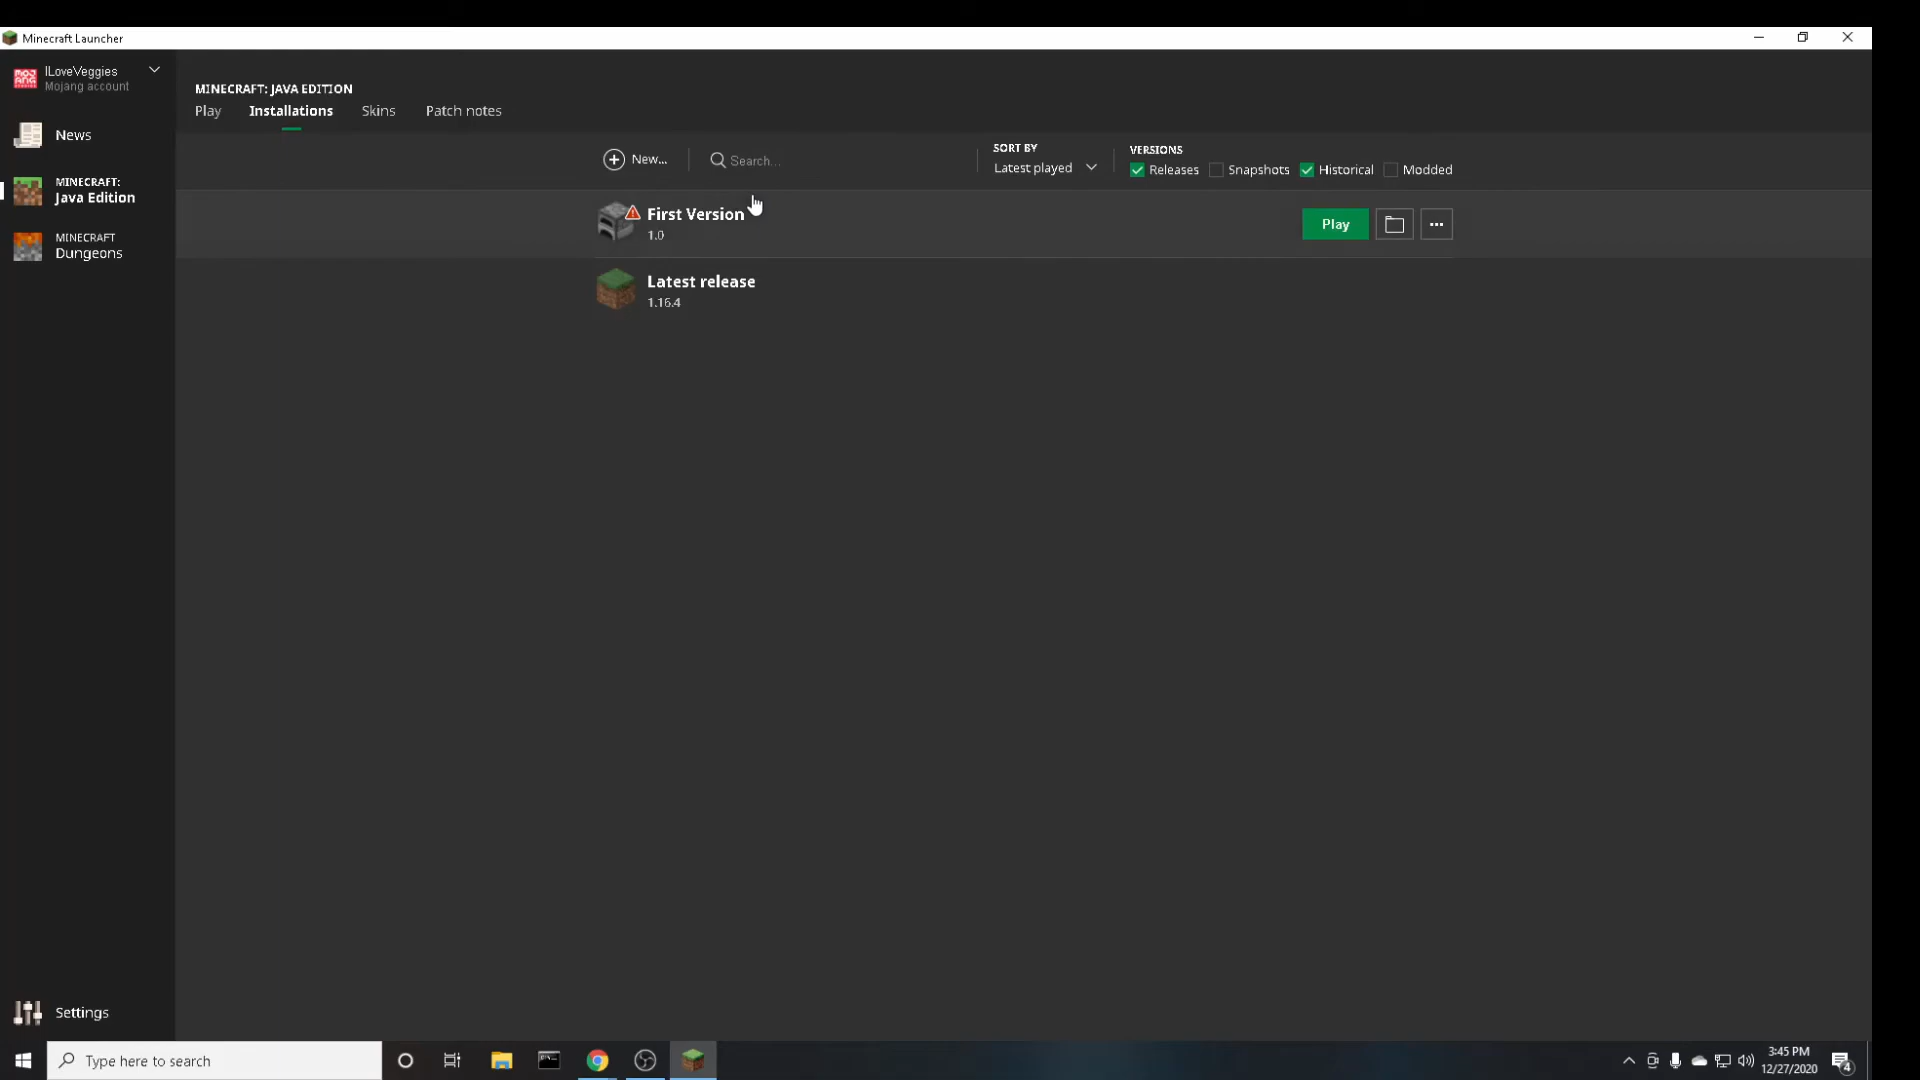 Minecraft Launcher
ILoveVeggies
Mojang account
News
MINECRAFT:
Java Edition
MINECRAFT
Dungeons
Settings
MINECRAFT: JAVA EDITION
Play Installations Skins Patch notes
New...
Search...
SORT BY
Latest played
VERSIONS
Releases Snapshots Historical Modded
First Version
1.0
Play
Latest release
1.16.4
Type here to search
3:45 PM
12/27/2020
4